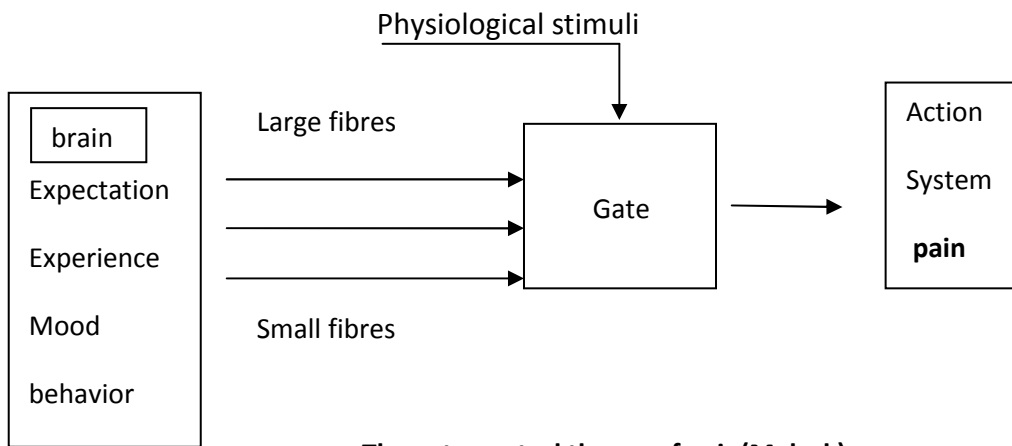 Physiological stimuli
brain
Expectation
Experience
Mood
behavior
Large fibres
Small fibres
Gate
Action
System
pain